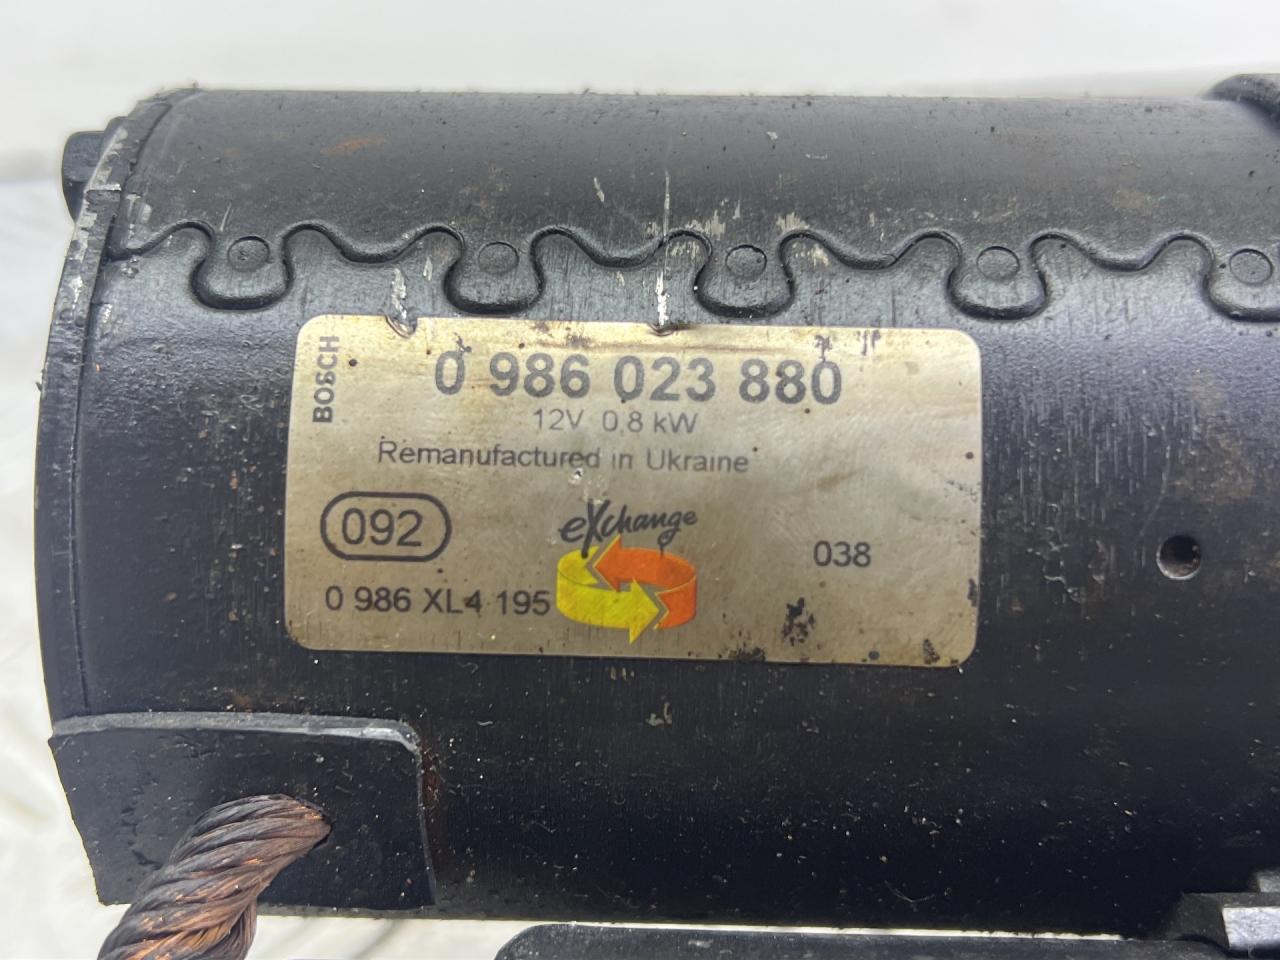 BOSCH
0 986 023 880
12V 0,8 kW
Remanufactured in Ukraine
092
eXchange
038
0 986 XL4 195